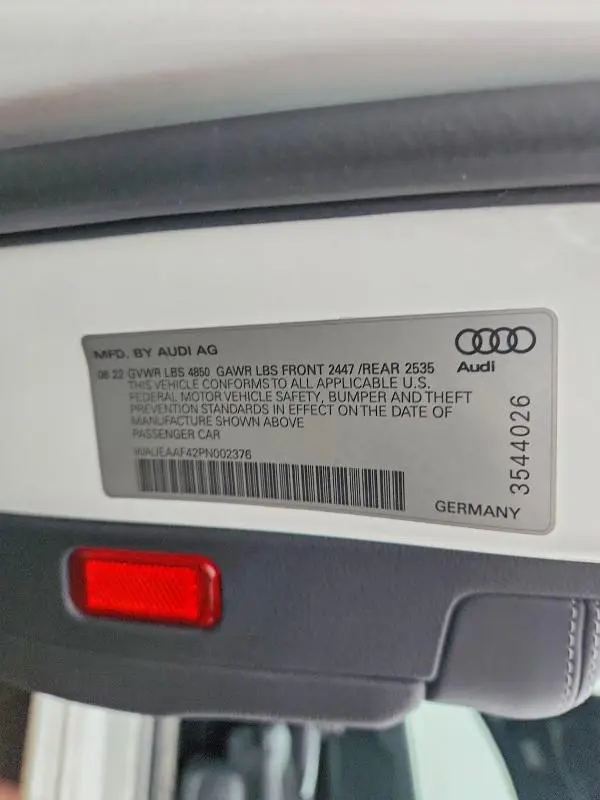 MFD. BY AUDI AG
08 22 GVWR LBS 4850 GAWR LBS FRONT 2447 /REAR 2535
THIS VEHICLE CONFORMS TO ALL APPLICABLE U.S.
FEDERAL MOTOR VEHICLE SAFETY, BUMPER AND THEFT
PREVENTION STANDARDS IN EFFECT ON THE DATE OF
MANUFACTURE SHOWN ABOVE
PASSENGER CAR
WAUEAAF42PN002376
Audi
3544026
GERMANY